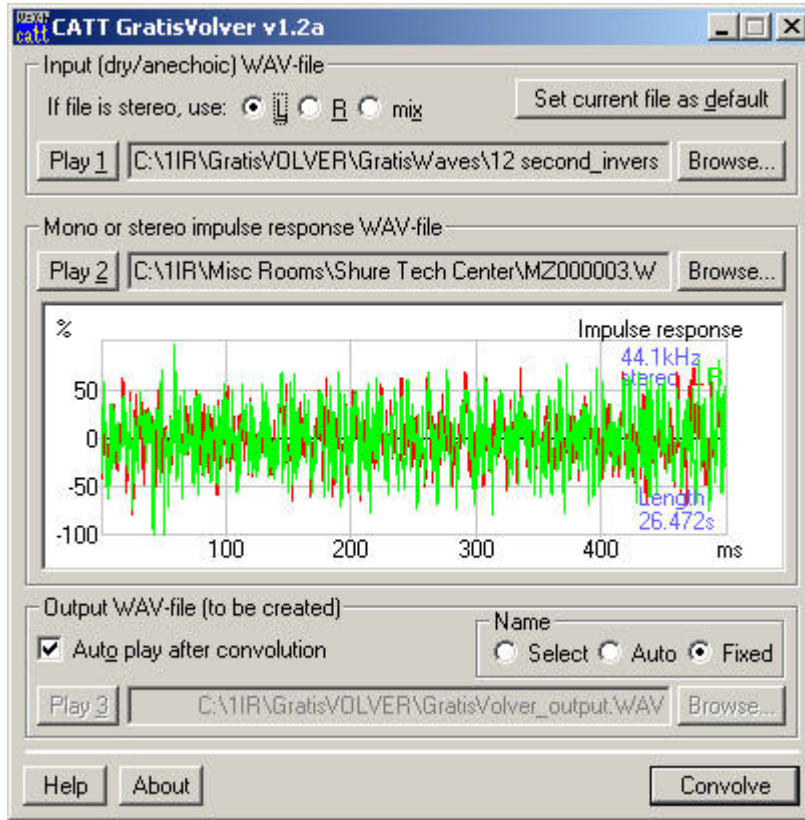 CATT GratisVolver v1.2a
Input (dry/anechoic) WAV-file
If file is stereo, use: L R mix
Set current file as default
Play 1 C:\1IR\GratisVOLVER\GratisWaves\12 second_invers Browse...
Mono or stereo impulse response WAV-file
Play 2 C:\1IR\Misc Rooms\Shure Tech Center\MZ000003.W Browse...
% Impulse response
44.1kHz
stereo LR
50
0
-50
Length
26.472s
-100
100 200 300 400 ms
Output WAV-file (to be created)
Name
Auto play after convolution Select Auto Fixed
Play 3 C:\1IR\GratisVOLVER\GratisVolver_output.WAV Browse...
Help About Convolve